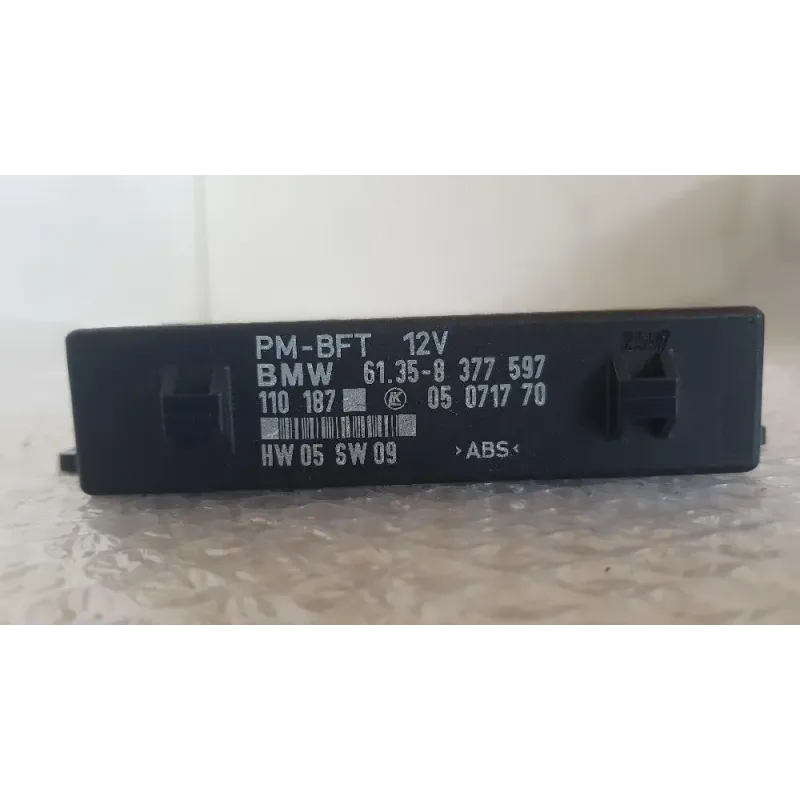 PM-BFT 12V
BMW 61.35-8 377 597
110 187 LK 05 0717 70
HW 05 SW 09 >ABS<